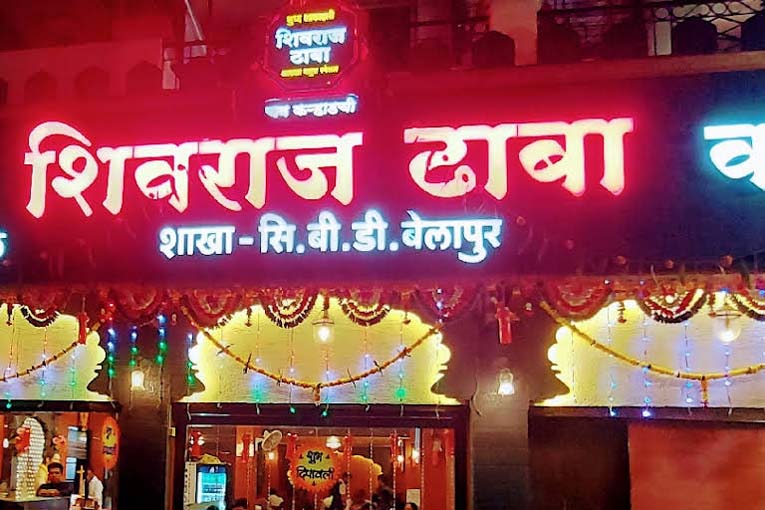 शुध्द शाकाहारी
शिवराज
ढाबा
शिवराज ढाबा
शाखा - सि.बी.डी.बेलापुर
शुभ
दिपावली